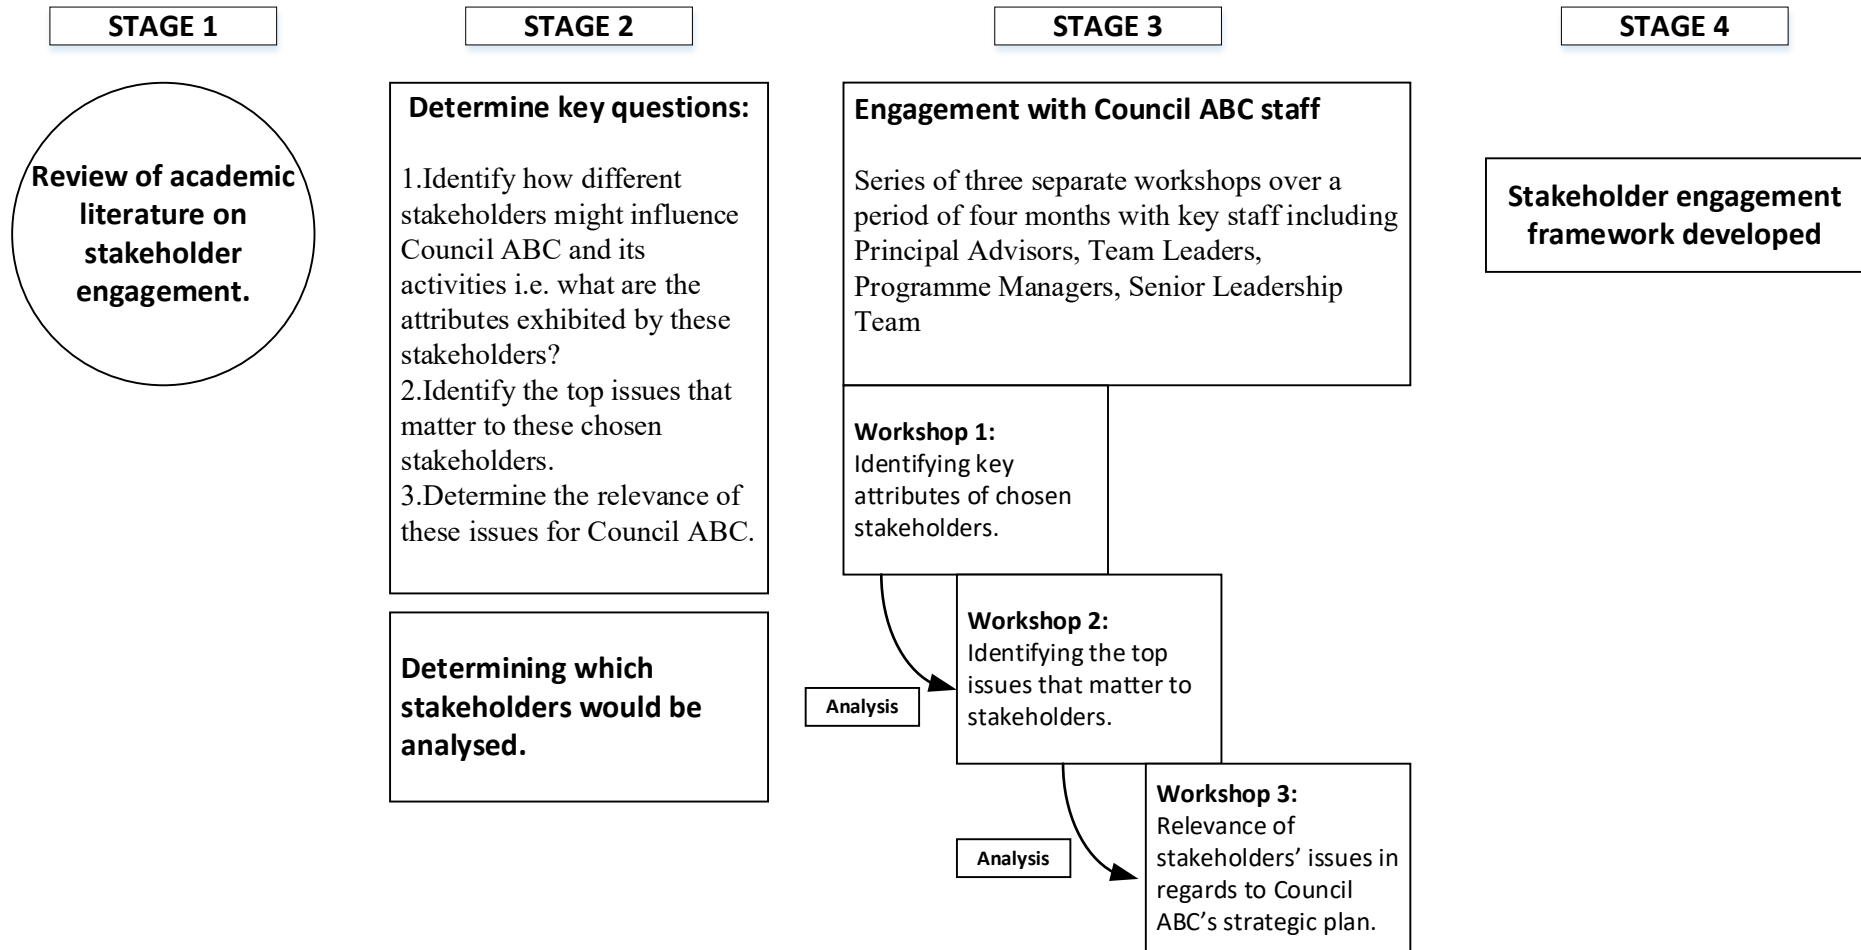 STAGE 1
Review of academic
literature on
stakeholder
engagement.
STAGE 2
Determine key questions:
1.Identify how different
stakeholders might influence
Council ABC and its
activities i.e. what are the
attributes exhibited by these
stakeholders?
2.Identify the top issues that
matter to these chosen
stakeholders.
3.Determine the relevance of
these issues for Council ABC.
Determining which
stakeholders would be
analysed.
STAGE 3
Engagement with Council ABC staff
Series of three separate workshops over a
period of four months with key staff including
Principal Advisors, Team Leaders,
Programme Managers, Senior Leadership
Team
Workshop 1:
Identifying key
attributes of chosen
stakeholders.
Analysis
Workshop 2:
Identifying the top
issues that matter to
stakeholders.
Analysis
Workshop 3:
Relevance of
stakeholders’ issues in
regards to Council
ABC’s strategic plan.
STAGE 4
Stakeholder engagement
framework developed